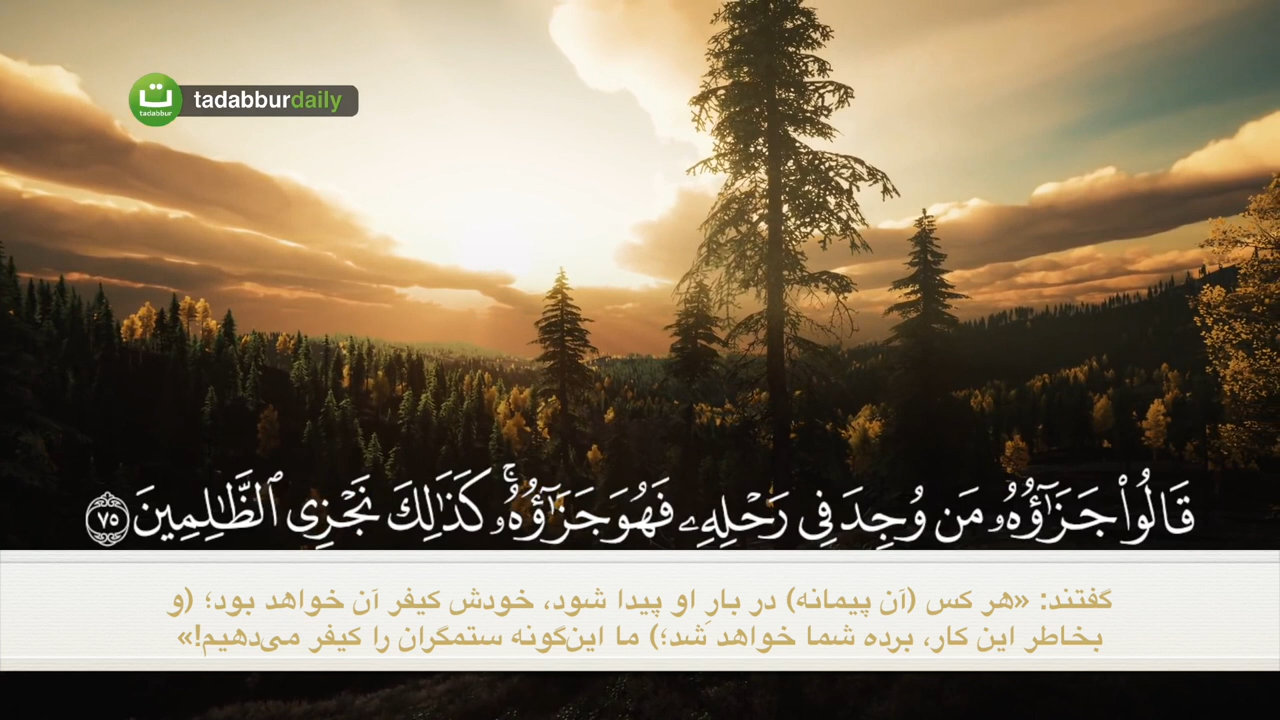 ت
tadabbur
tadabburdaily
قَالُوا۟ جَزَٰٓؤُهُۥ مَن وُجِدَ فِى رَحْلِهِۦ فَهُوَ جَزَٰٓؤُهُۥ ۚ كَذَٰلِكَ نَجْزِى ٱلظَّٰلِمِينَ ٧٥
گفتند: «هر کس (آن پیمانه) در بارِ او پیدا شود، خودش کیفر آن خواهد بود؛ (و
بخاطر این کار، برده شما خواهد شد؛) ما این‌گونه ستمگران را کیفر می‌دهیم!»